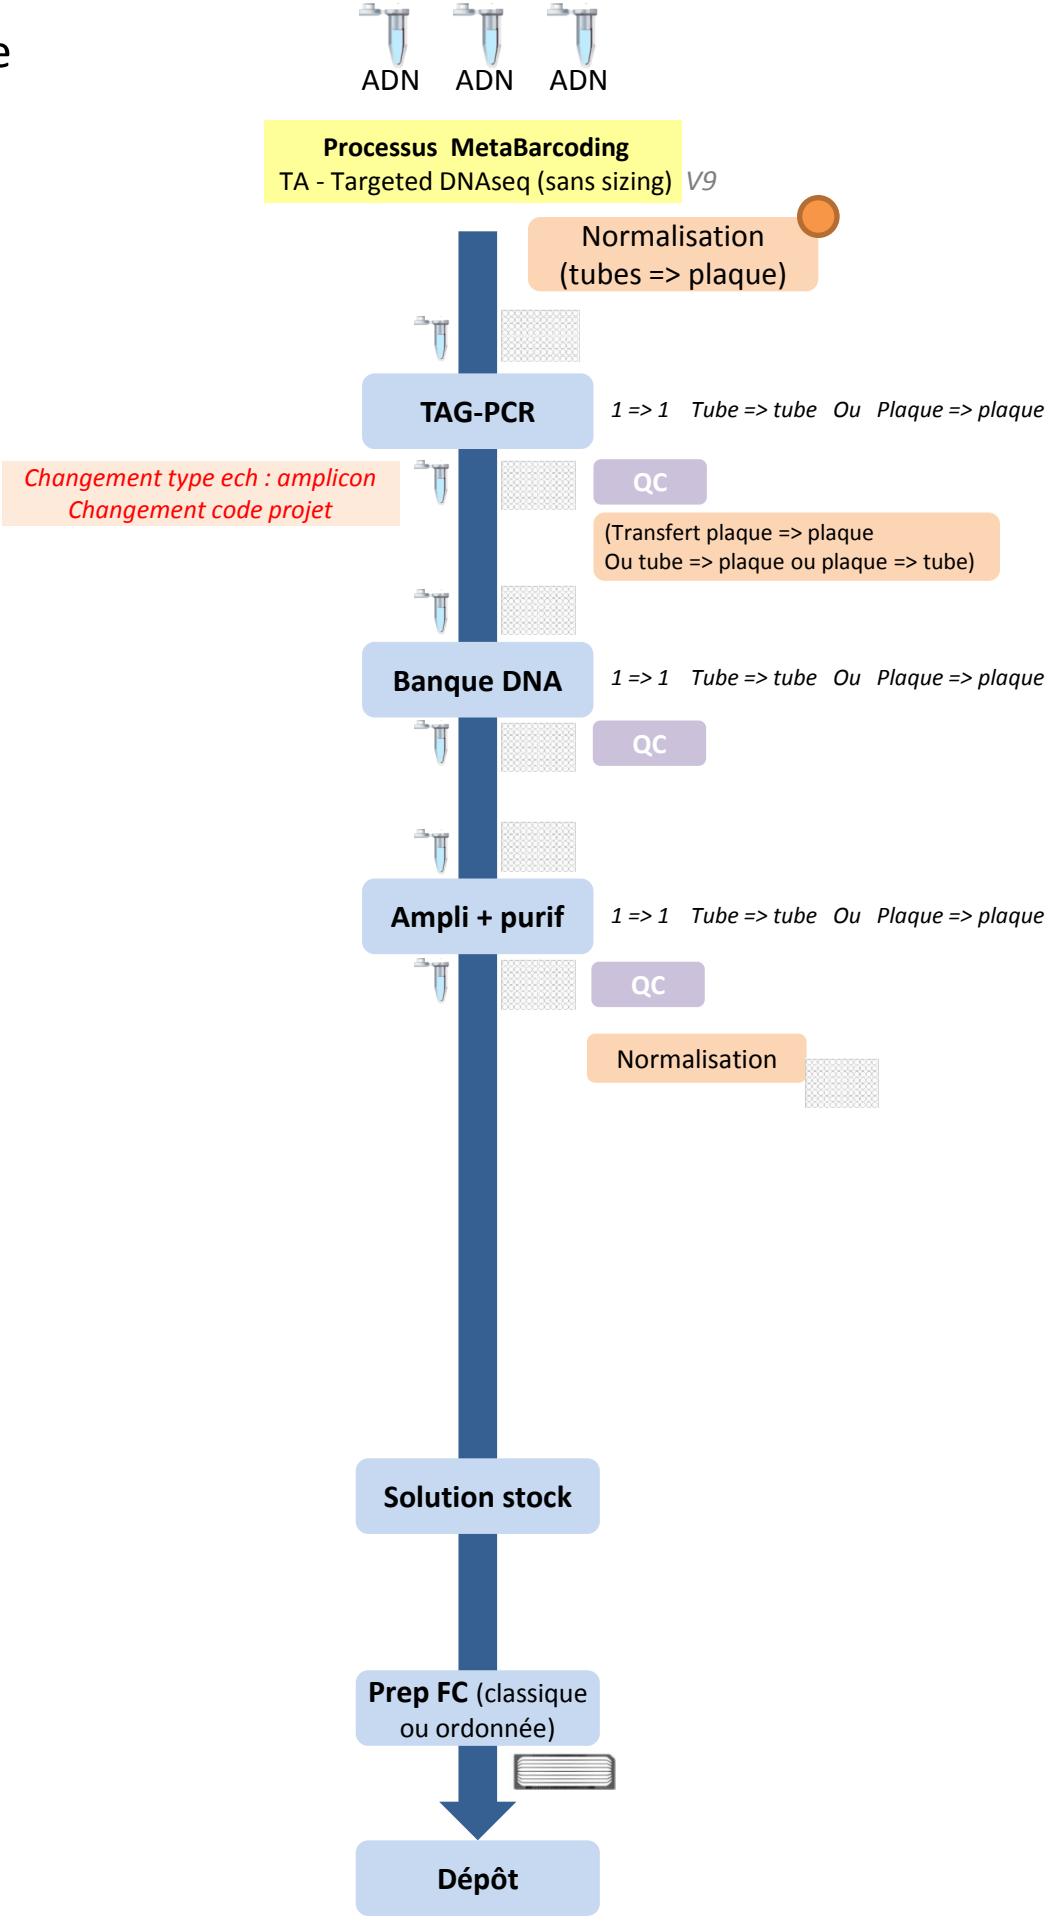 e
ADN ADN ADN
Processus MetaBarcoding
TA - Targeted DNAseq (sans sizing) V9
Normalisation
(tubes => plaque)
TAG-PCR
1 => 1 Tube => tube Ou Plaque => plaque
Changement type ech : amplicon
Changement code projet
QC
(Transfert plaque => plaque
Ou tube => plaque ou plaque => tube)
Banque DNA
1 => 1 Tube => tube Ou Plaque => plaque
QC
Ampli + purif
1 => 1 Tube => tube Ou Plaque => plaque
QC
Normalisation
Solution stock
Prep FC (classique
ou ordonnée)
Dépôt